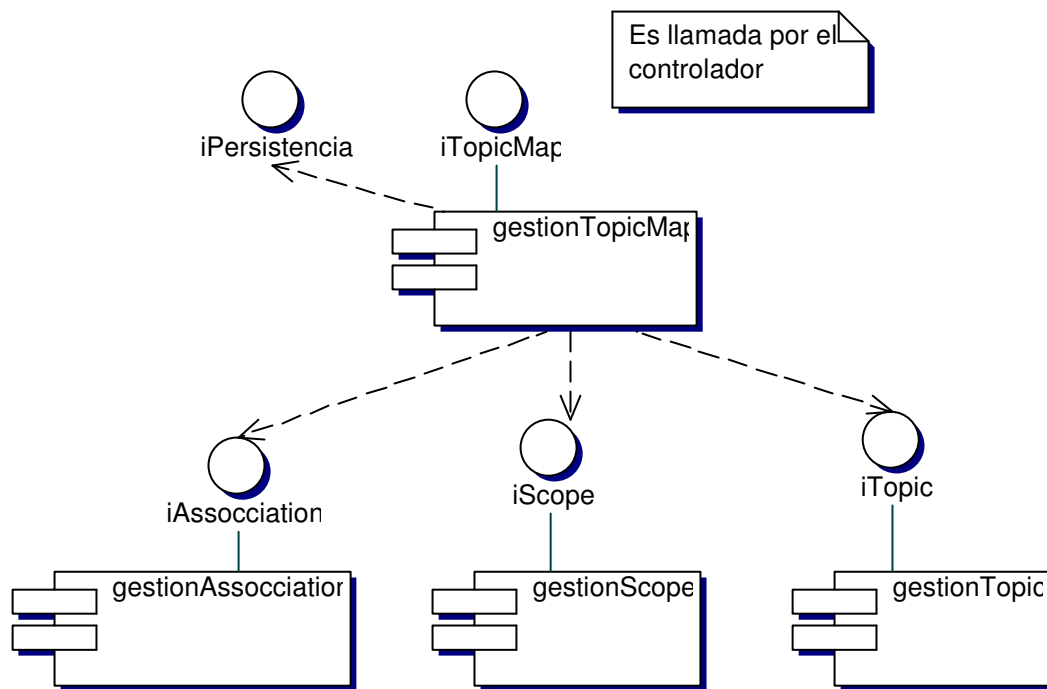 Es llamada por el
controlador
iPersistencia
iTopicMap
gestionTopicMap
iAssocciation
iScope
iTopic
gestionAssocciation
gestionScope
gestionTopic